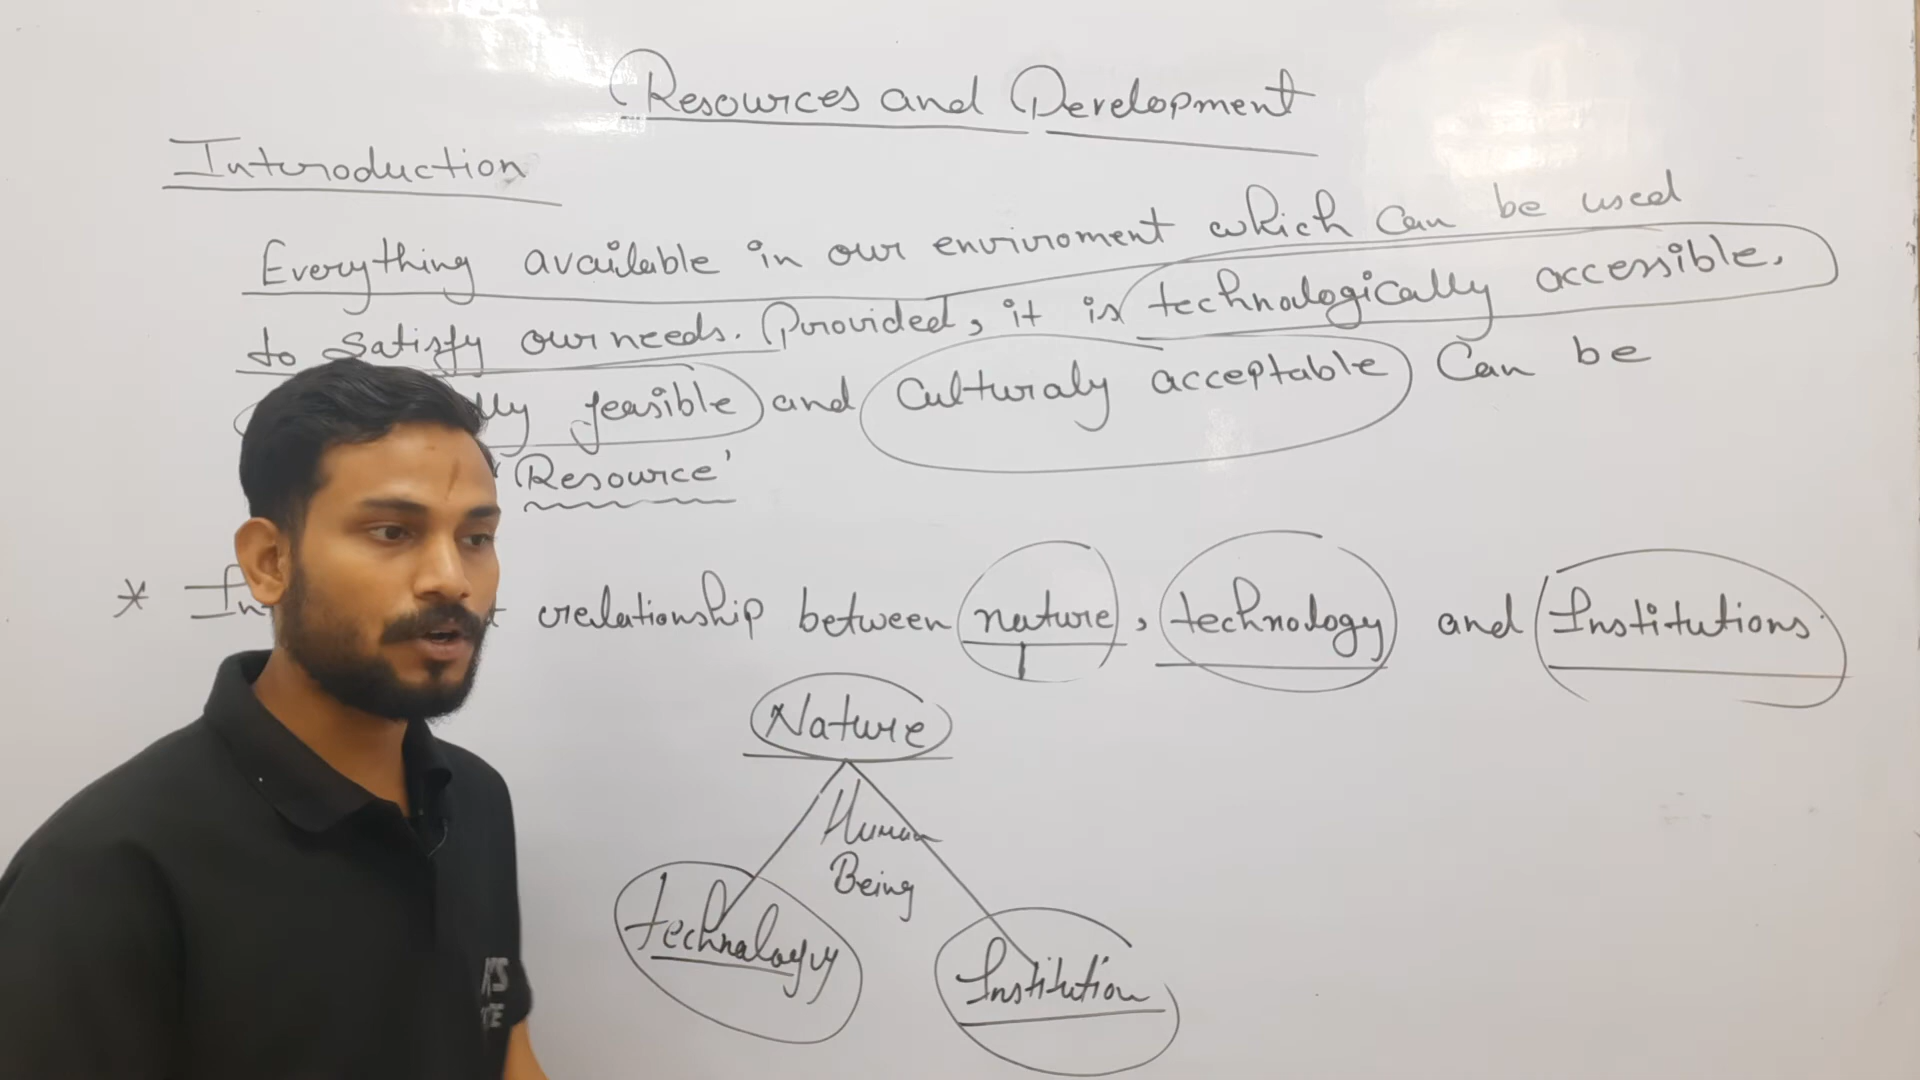 Resources and Development
Introduction
Everything available in our enviroment which can be used
to satisfy our needs. Provided, it is technologically accessible,
lly feasible and Culturaly acceptable Can be
'Resource'
* In relationship between nature, technology and Institutions.
Nature
Human
Being
technology
Institution